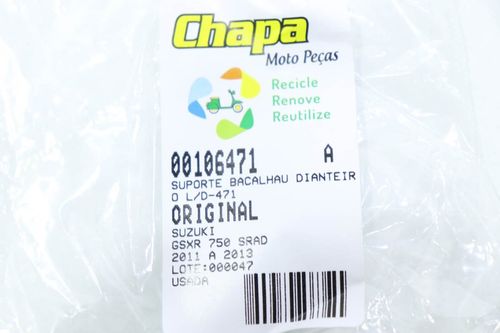 Chapa
Moto Peças
Recicle
Renove
Reutilize
00106471 A
SUPORTE BACALHAU DIANTEIR
O L/D-471
ORIGINAL
SUZUKI
GSXR 750 SRAD
2011 A 2013
LOTE:000047
USADA